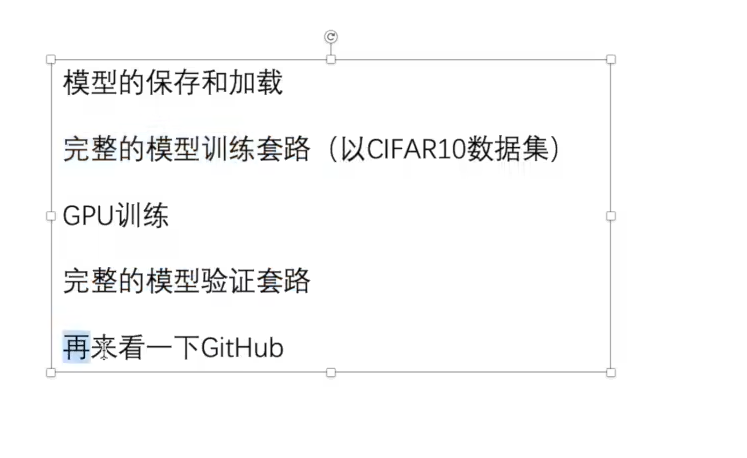 模型的保存和加载
完整的模型训练套路（以CIFAR10数据集）
GPU训练
完整的模型验证套路
再来看一下GitHub